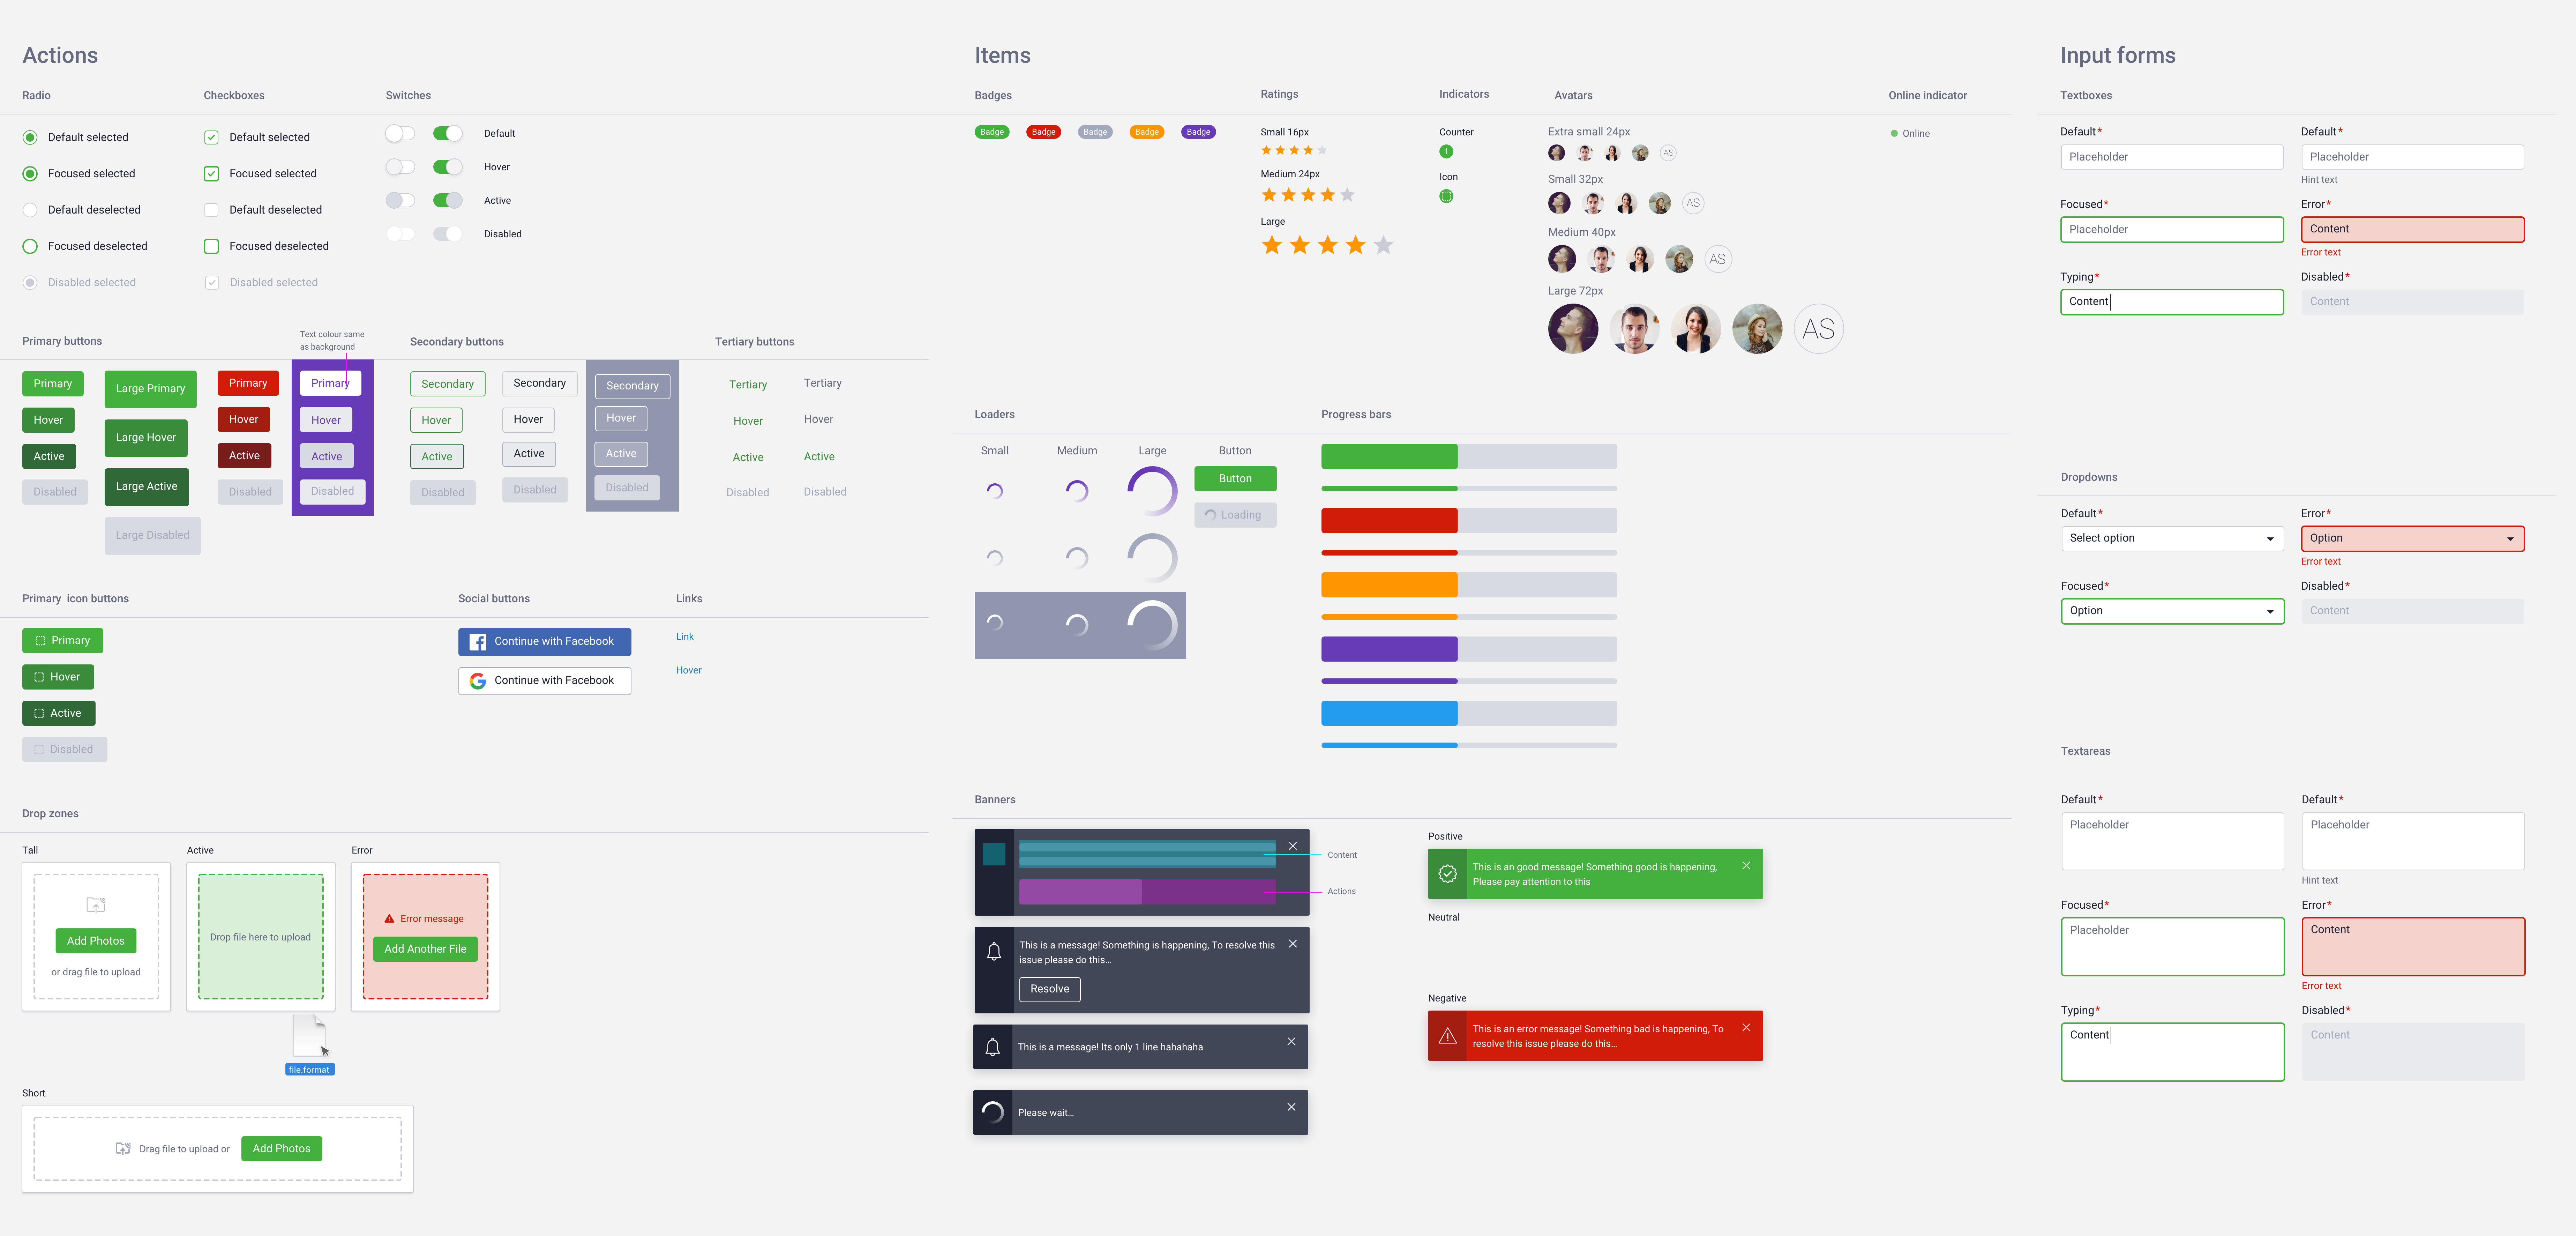 Actions
Radio
Checkboxes
Switches
Default selected
Focused selected
Default deselected
Focused deselected
Disabled selected
Default selected
Focused selected
Default deselected
Focused deselected
Disabled selected
Default
Hover
Active
Disabled
Primary buttons
Text colour same
as background
Secondary buttons
Tertiary buttons
Primary
Hover
Active
Disabled
Large Primary
Large Hover
Large Active
Large Disabled
Primary
Hover
Active
Disabled
Primary
Hover
Active
Disabled
Secondary
Hover
Active
Disabled
Secondary
Hover
Active
Disabled
Secondary
Hover
Active
Disabled
Tertiary
Hover
Active
Disabled
Tertiary
Hover
Active
Disabled
Primary icon buttons
Social buttons
Links
Primary
Hover
Active
Disabled
Continue with Facebook
Continue with Facebook
Link
Hover
Drop zones
Tall
Active
Error
Add Photos
or drag file to upload
Drop file here to upload
Error message
Add Another File
file.format
Short
Drag file to upload or
Add Photos
Items
Badges
Ratings
Indicators
Avatars
Online indicator
Badge
Badge
Badge
Badge
Badge
Small 16px
Medium 24px
Large
Counter
1
Icon
Extra small 24px
AS
Small 32px
AS
Medium 40px
AS
Large 72px
AS
Online
Loaders
Progress bars
Small
Medium
Large
Button
Button
Loading
Banners
Content
Actions
This is a message! Something is happening, To resolve this
issue please do this...
Resolve
This is a message! Its only 1 line hahahaha
Please wait...
Positive
This is an good message! Something good is happening,
Please pay attention to this
Neutral
Negative
This is an error message! Something bad is happening, To
resolve this issue please do this...
Input forms
Textboxes
Default*
Placeholder
Default*
Placeholder
Hint text
Focused*
Placeholder
Error*
Content
Error text
Typing*
Content
Disabled*
Content
Dropdowns
Default*
Select option
Error*
Option
Error text
Focused*
Option
Disabled*
Content
Textareas
Default*
Placeholder
Default*
Placeholder
Hint text
Focused*
Placeholder
Error*
Content
Error text
Typing*
Content
Disabled*
Content